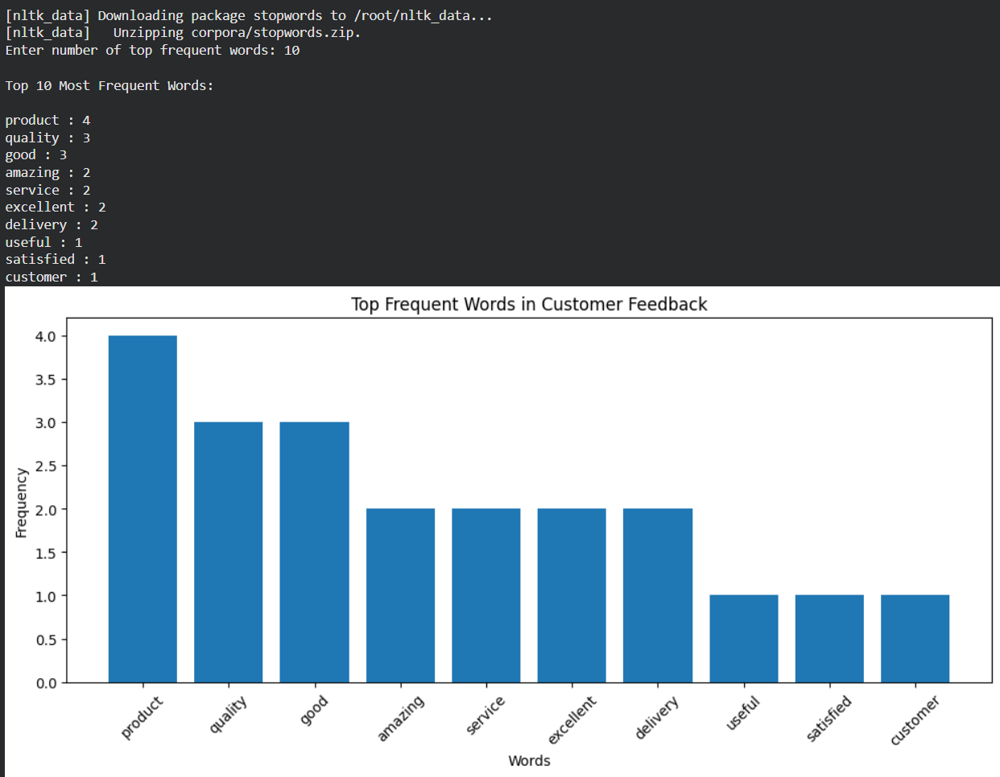 [nltk_data] Downloading package stopwords to /root/nltk_data...
[nltk_data]   Unzipping corpora/stopwords.zip.
Enter number of top frequent words: 10
Top 10 Most Frequent Words:
product : 4
quality : 3
good : 3
amazing : 2
service : 2
excellent : 2
delivery : 2
useful : 1
satisfied : 1
customer : 1
Top Frequent Words in Customer Feedback
4.0
3.5
3.0
2.5
2.0
1.5
1.0
0.5
0.0
Frequency
product quality good amazing service excellent delivery useful satisfied customer
Words